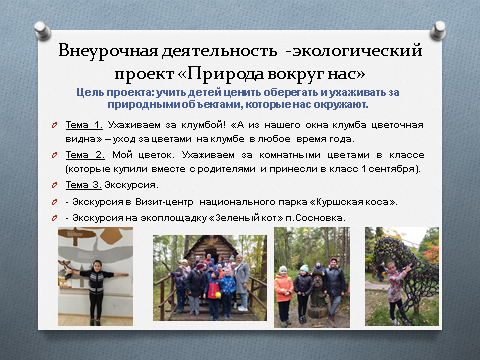 Внеурочная деятельность -экологический
проект «Природа вокруг нас»
Цель проекта: учить детей ценить оберегать и ухаживать за
природными объектами, которые нас окружают.
Тема 1. Ухаживаем за клумбой! «А из нашего окна клумба цветочная
видна» – уход за цветами на клумбе в любое время года.
Тема 2. Мой цветок. Ухаживаем за комнатными цветами в классе
(которые купили вместе с родителями и принесли в класс 1 сентября).
Тема 3. Экскурсия.
- Экскурсия в Визит-центр национального парка «Куршская коса».
- Экскурсия на экоплощадку «Зеленый кот» п.Сосновка.